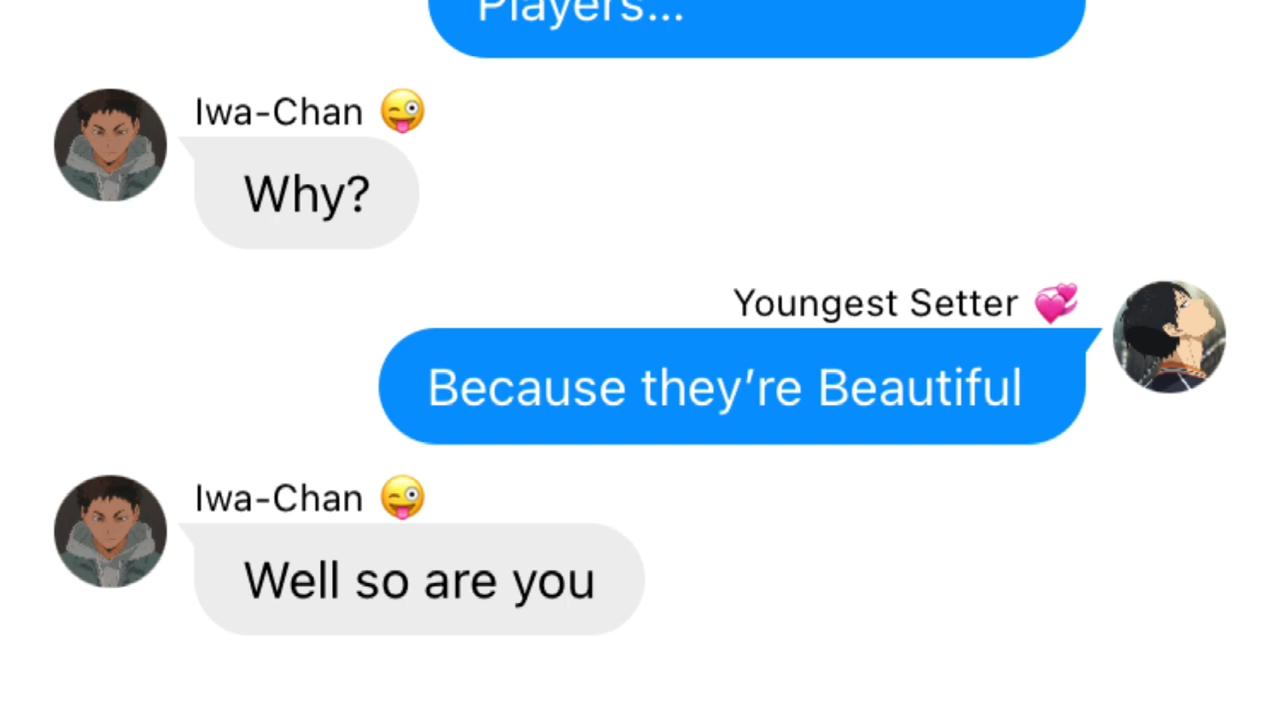 Players...
Iwa-Chan 😜
Why?
Youngest Setter 💞
Because they’re Beautiful
Iwa-Chan 😜
Well so are you